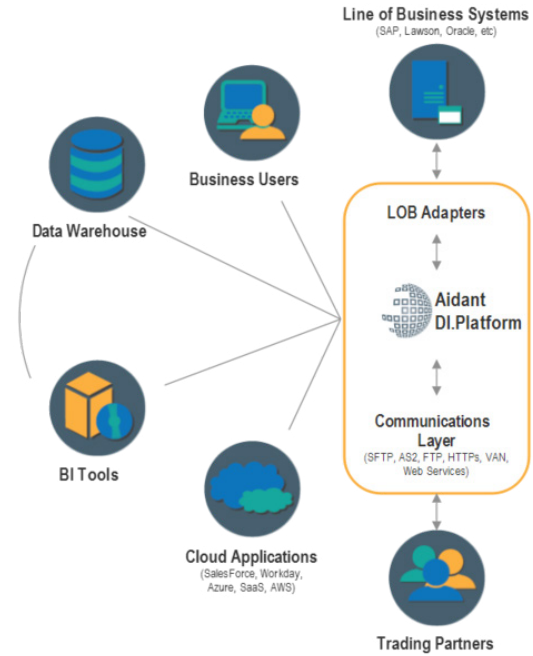 Line of Business Systems
(SAP, Lawson, Oracle, etc)
Business Users
Data Warehouse
LOB Adapters
Aidant
DI.Platform
Communications
Layer
(SFTP, AS2, FTP, HTTPs, VAN,
Web Services)
BI Tools
Cloud Applications
(SalesForce, Workday,
Azure, SaaS, AWS)
Trading Partners